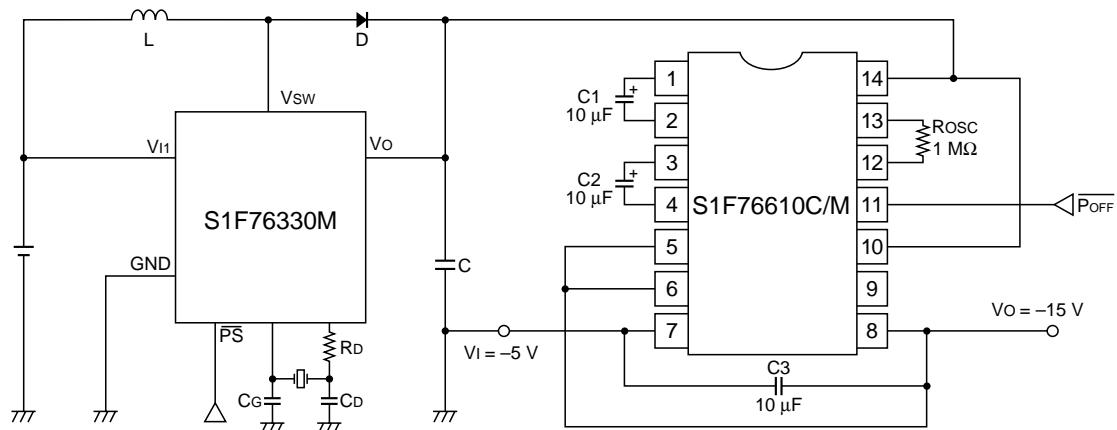 L
D
VSW
VI1
VO
S1F76330M
GND
PS
RD
CG
CD
C
VI = –5 V
C1
10 µF
C2
10 µF
1
2
3
4
5
6
7
S1F76610C/M
14
13
12
11
10
9
8
ROSC
1 MΩ
POFF
VO = –15 V
C3
10 µF
+
+